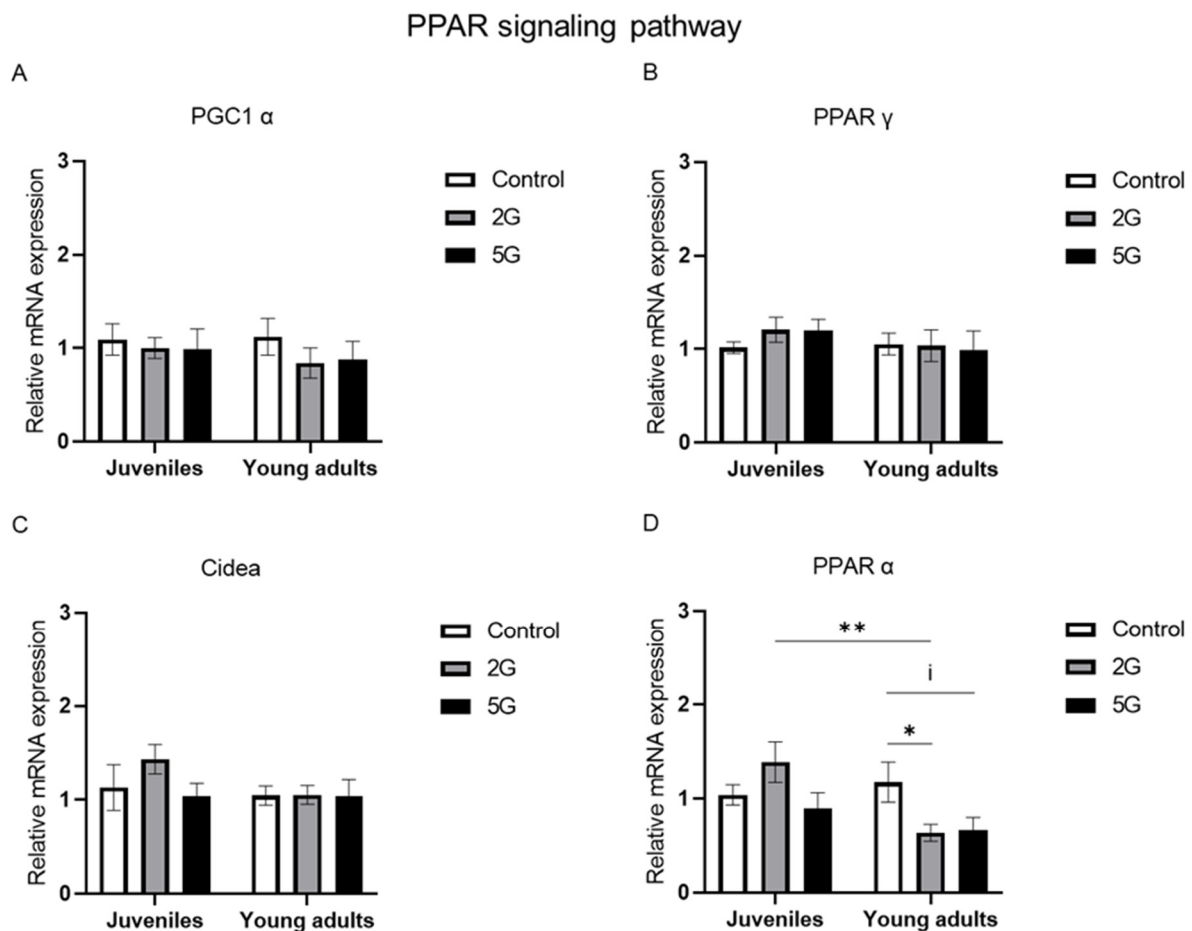 PPAR signaling pathway
A
PGC1 α
Relative mRNA expression
3
2
1
0
Juveniles Young adults
Control
2G
5G
B
PPAR γ
Relative mRNA expression
3
2
1
0
Juveniles Young adults
Control
2G
5G
C
Cidea
Relative mRNA expression
3
2
1
0
Juveniles Young adults
Control
2G
5G
D
PPAR α
Relative mRNA expression
3
2
1
0
**
i
*
Juveniles Young adults
Control
2G
5G